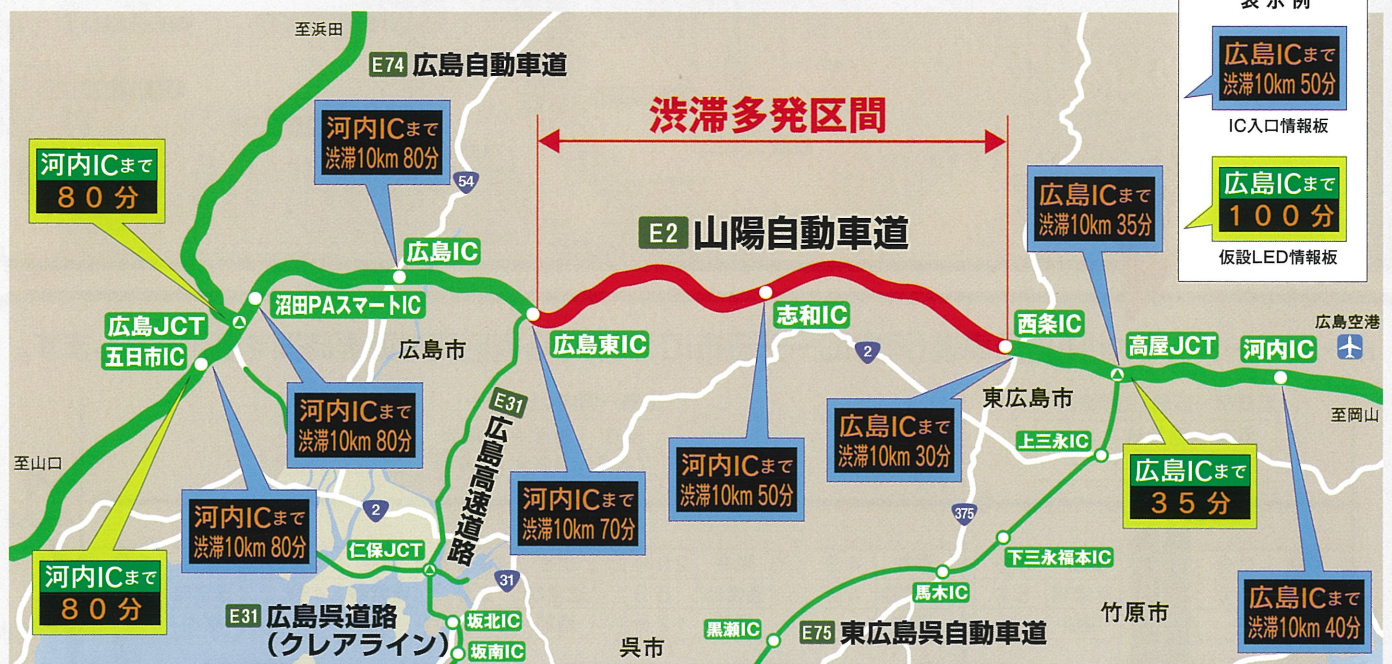 表示例
広島ICまで
渋滞10km 50分
IC入口情報板
広島ICまで
100分
仮設LED情報板
至浜田
E74 広島自動車道
渋滞多発区間
河内ICまで
渋滞10km 80分
54
河内ICまで
80分
広島ICまで
渋滞10km 35分
E2 山陽自動車道
広島IC
沼田PAスマートIC
広島JCT
五日市IC
広島市
広島東IC
志和IC
2
西条IC
高屋JCT
河内IC
広島空港
至岡山
東広島市
至山口
E31 広島高速道路
河内ICまで
渋滞10km 80分
河内ICまで
渋滞10km 80分
河内ICまで
80分
河内ICまで
渋滞10km 70分
河内ICまで
渋滞10km 50分
広島ICまで
渋滞10km 30分
上三永IC
広島ICまで
35分
375
2
仁保JCT
31
下三永福本IC
馬木IC
広島ICまで
渋滞10km 40分
竹原市
E31 広島呉道路
(クレアライン)
坂北IC
坂南IC
呉市
黒瀬IC
E75 東広島呉自動車道